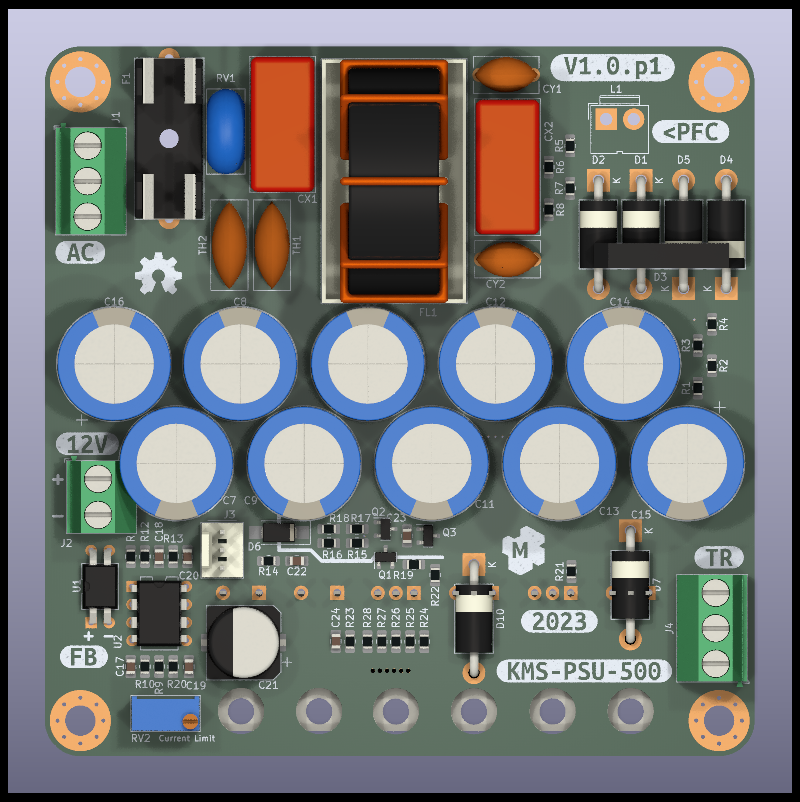 V1.0.p1
F1
RV1
CY1
L1
J1
CX2
<PFC
R5
R6
R7
R8
D2
D1
D5
D4
K
K
CX1
AC
TH2
TH1
CY2
D3
K
K
FL1
C16
C8
C12
C14
R4
R3
R2
R1
+
+
12V
+
-
C7
C9
C11
C13
C15
J2
R12
C18
R13
J3
D6
R18
R17
Q2
C23
Q3
R16
R15
K
K
M
TR
C20
R14
C22
Q1
R19
R22
R21
D7
U1
U2
C24
R23
R28
R27
R26
R25
R24
D10
2023
J4
+ -
FB
C17
R10
R9
R20
C19
C21
+
KMS-PSU-500
RV2
Current Limit